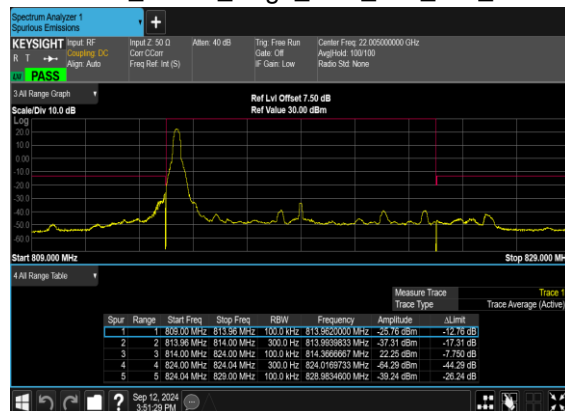 Spectrum Analyzer 1
Spurious Emissions
KEYSIGHT Input: RF Input Z: 50 Ω Atten: 40 dB Trig: Free Run Center Freq: 22.005000000 GHz
R T Coupling: DC Corr CCorr Gate: Off Avg|Hold: 100/100
Align: Auto Freq Ref: Int (S) IF Gain: Low Radio Std: None
PASS
3 All Range Graph
Ref Lvl Offset 7.50 dB
Scale/Div 10.0 dB Ref Value 30.00 dBm
Log
20.0
10.0
0.00
-10.0
-20.0
-30.0
-40.0
-50.0
-60.0
Start 809.000 MHz Stop 829.000 MH
4 All Range Table
Measure Trace Trace 1
Trace Type Trace Average (Active)
Spur Range Start Freq Stop Freq RBW Frequency Amplitude ΔLimit
1 1 809.00 MHz 813.96 MHz 100.0 kHz 813.9620000 MHz -25.76 dBm -12.76 dB
2 2 813.96 MHz 814.00 MHz 300.0 Hz 813.9939833 MHz -37.31 dBm -17.31 dB
3 3 814.00 MHz 824.00 MHz 100.0 kHz 814.3666667 MHz 22.25 dBm -7.750 dB
4 4 824.00 MHz 824.04 MHz 300.0 Hz 824.0169733 MHz -64.29 dBm -44.29 dB
5 5 824.04 MHz 829.00 MHz 100.0 kHz 828.9834600 MHz -39.24 dBm -26.24 dB
? Sep 12, 2024
3:51:29 PM